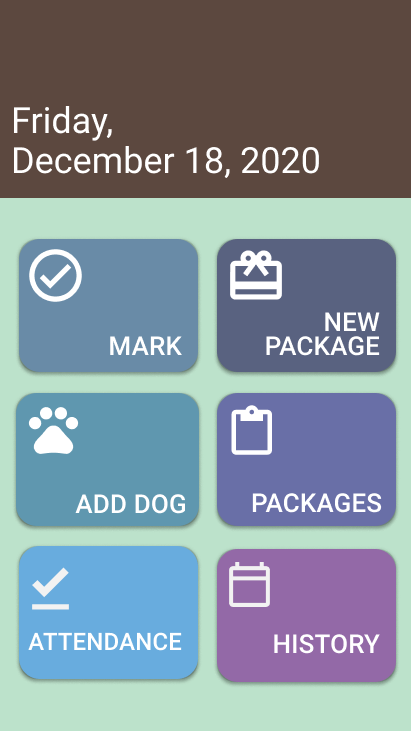 Friday,
December 18, 2020
MARK
NEW
PACKAGE
ADD DOG
PACKAGES
ATTENDANCE
HISTORY